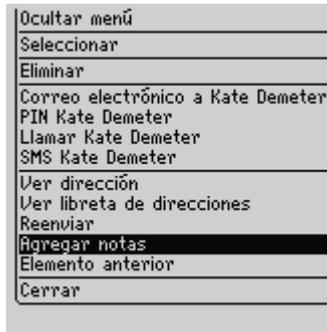 Ocultar menú
Seleccionar
Eliminar
Correo electrónico a Kate Demeter
PIN Kate Demeter
Llamar Kate Demeter
SMS Kate Demeter
Ver dirección
Ver libreta de direcciones
Reenviar
Agregar notas
Elemento anterior
Cerrar